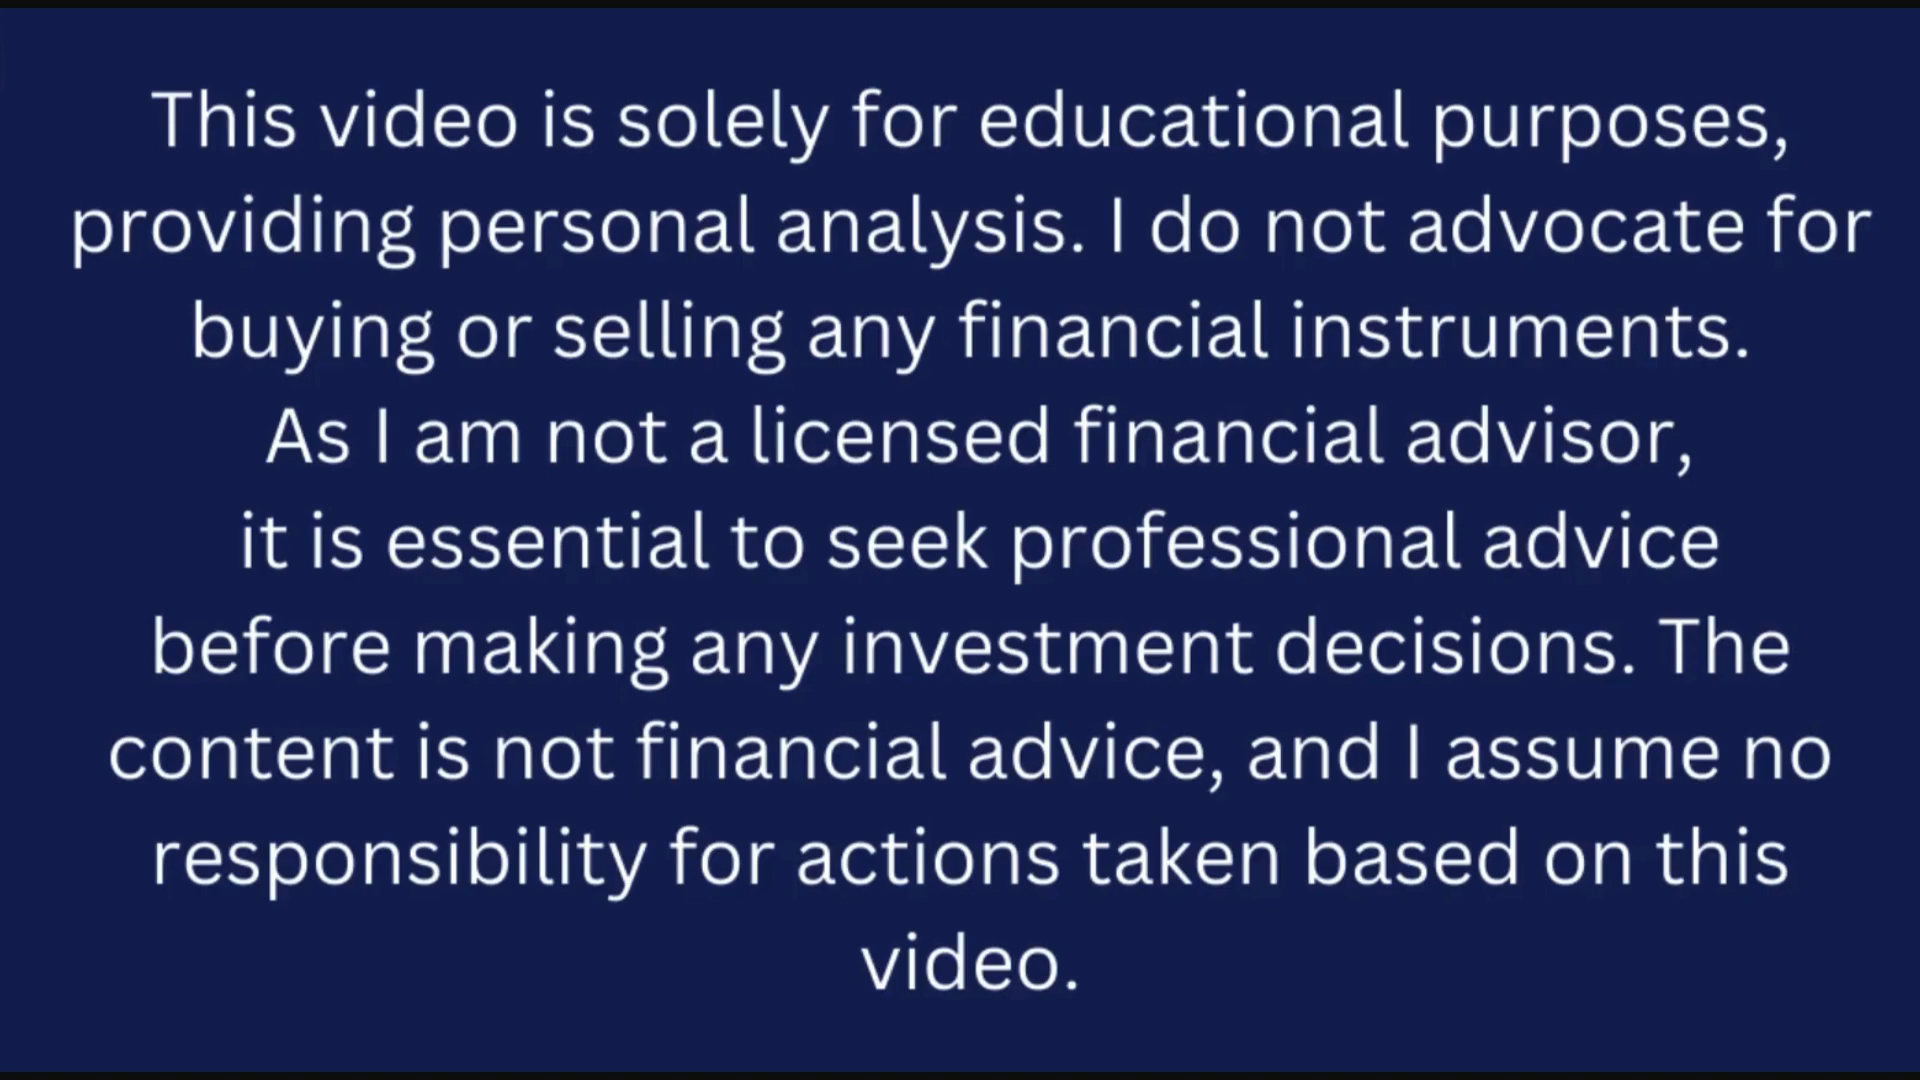 This video is solely for educational purposes,
providing personal analysis. I do not advocate for
buying or selling any financial instruments.
As I am not a licensed financial advisor,
it is essential to seek professional advice
before making any investment decisions. The
content is not financial advice, and I assume no
responsibility for actions taken based on this
video.